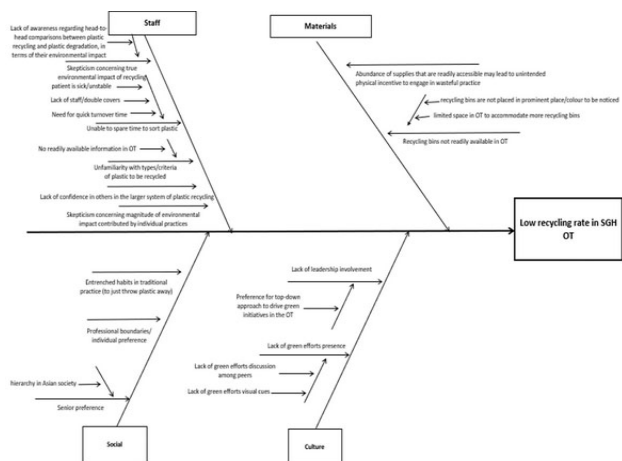 Staff
Materials
Lack of awareness regarding head-to-
head comparisons between plastic
recycling and plastic degradation, in
terms of their environmental impact
Skepticism concerning true
environmental impact of recycling
patient is sick/unstable
Lack of staff/double covers
Need for quick turnover time
Unable to spare time to sort plastic
No readily available information in OT
Unfamiliarity with types/criteria
of plastic to be recycled
Lack of confidence in others in the larger system of plastic recycling
Skepticism concerning magnitude of environmental
impact contributed by individual practices
Abundance of supplies that are readily accessible may lead to unintended
physical incentive to engage in wasteful practice
recycling bins are not placed in prominent place/colour to be noticed
limited space in OT to accommodate more recycling bins
Recycling bins not readily available in OT
Low recycling rate in SGH
OT
Entrenched habits in traditional
practice (to just throw plastic away)
Professional boundaries/
individual preference
hierarchy in Asian society
Senior preference
Lack of leadership involvement
Preference for top-down
approach to drive green
initiatives in the OT
Lack of green efforts presence
Lack of green efforts discussion
among peers
Lack of green efforts visual cues
Social
Culture